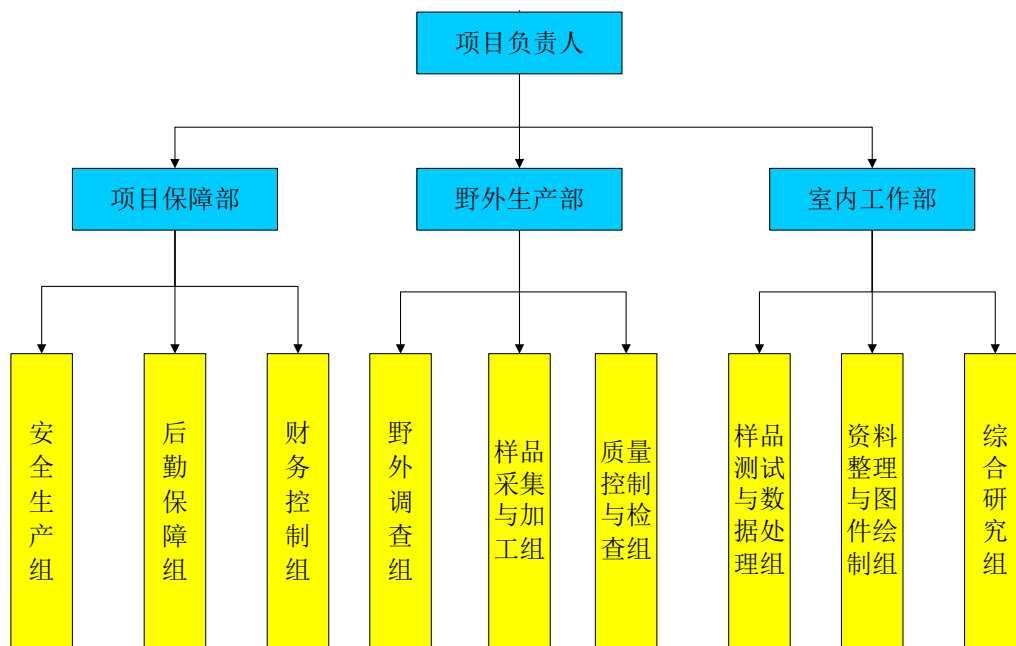 项目负责人
项目保障部
野外生产部
室内工作部
安全生产组
后勤保障组
财务控制组
野外调查组
样品
采集
与加
工组
质量
控制
与检
查组
样品
测试
与数
据处
理组
资料
整理
与图
件绘
制组
综合研究组